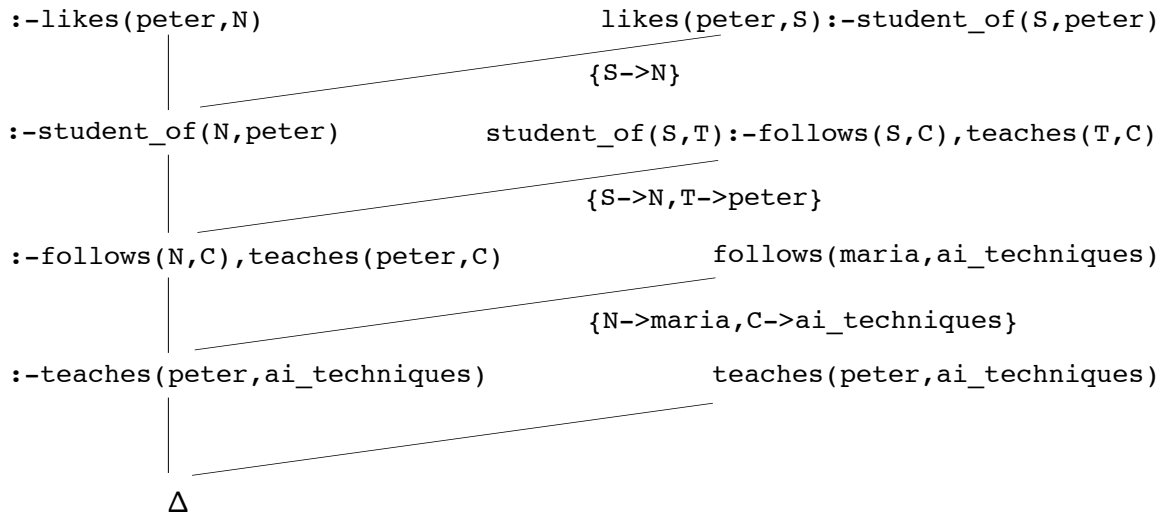 :-likes(peter,N) likes(peter,S):-student_of(S,peter)
{S->N}
:-student_of(N,peter) student_of(S,T):-follows(S,C),teaches(T,C)
{S->N,T->peter}
:-follows(N,C),teaches(peter,C) follows(maria,ai_techniques)
{N->maria,C->ai_techniques}
:-teaches(peter,ai_techniques) teaches(peter,ai_techniques)
Δ